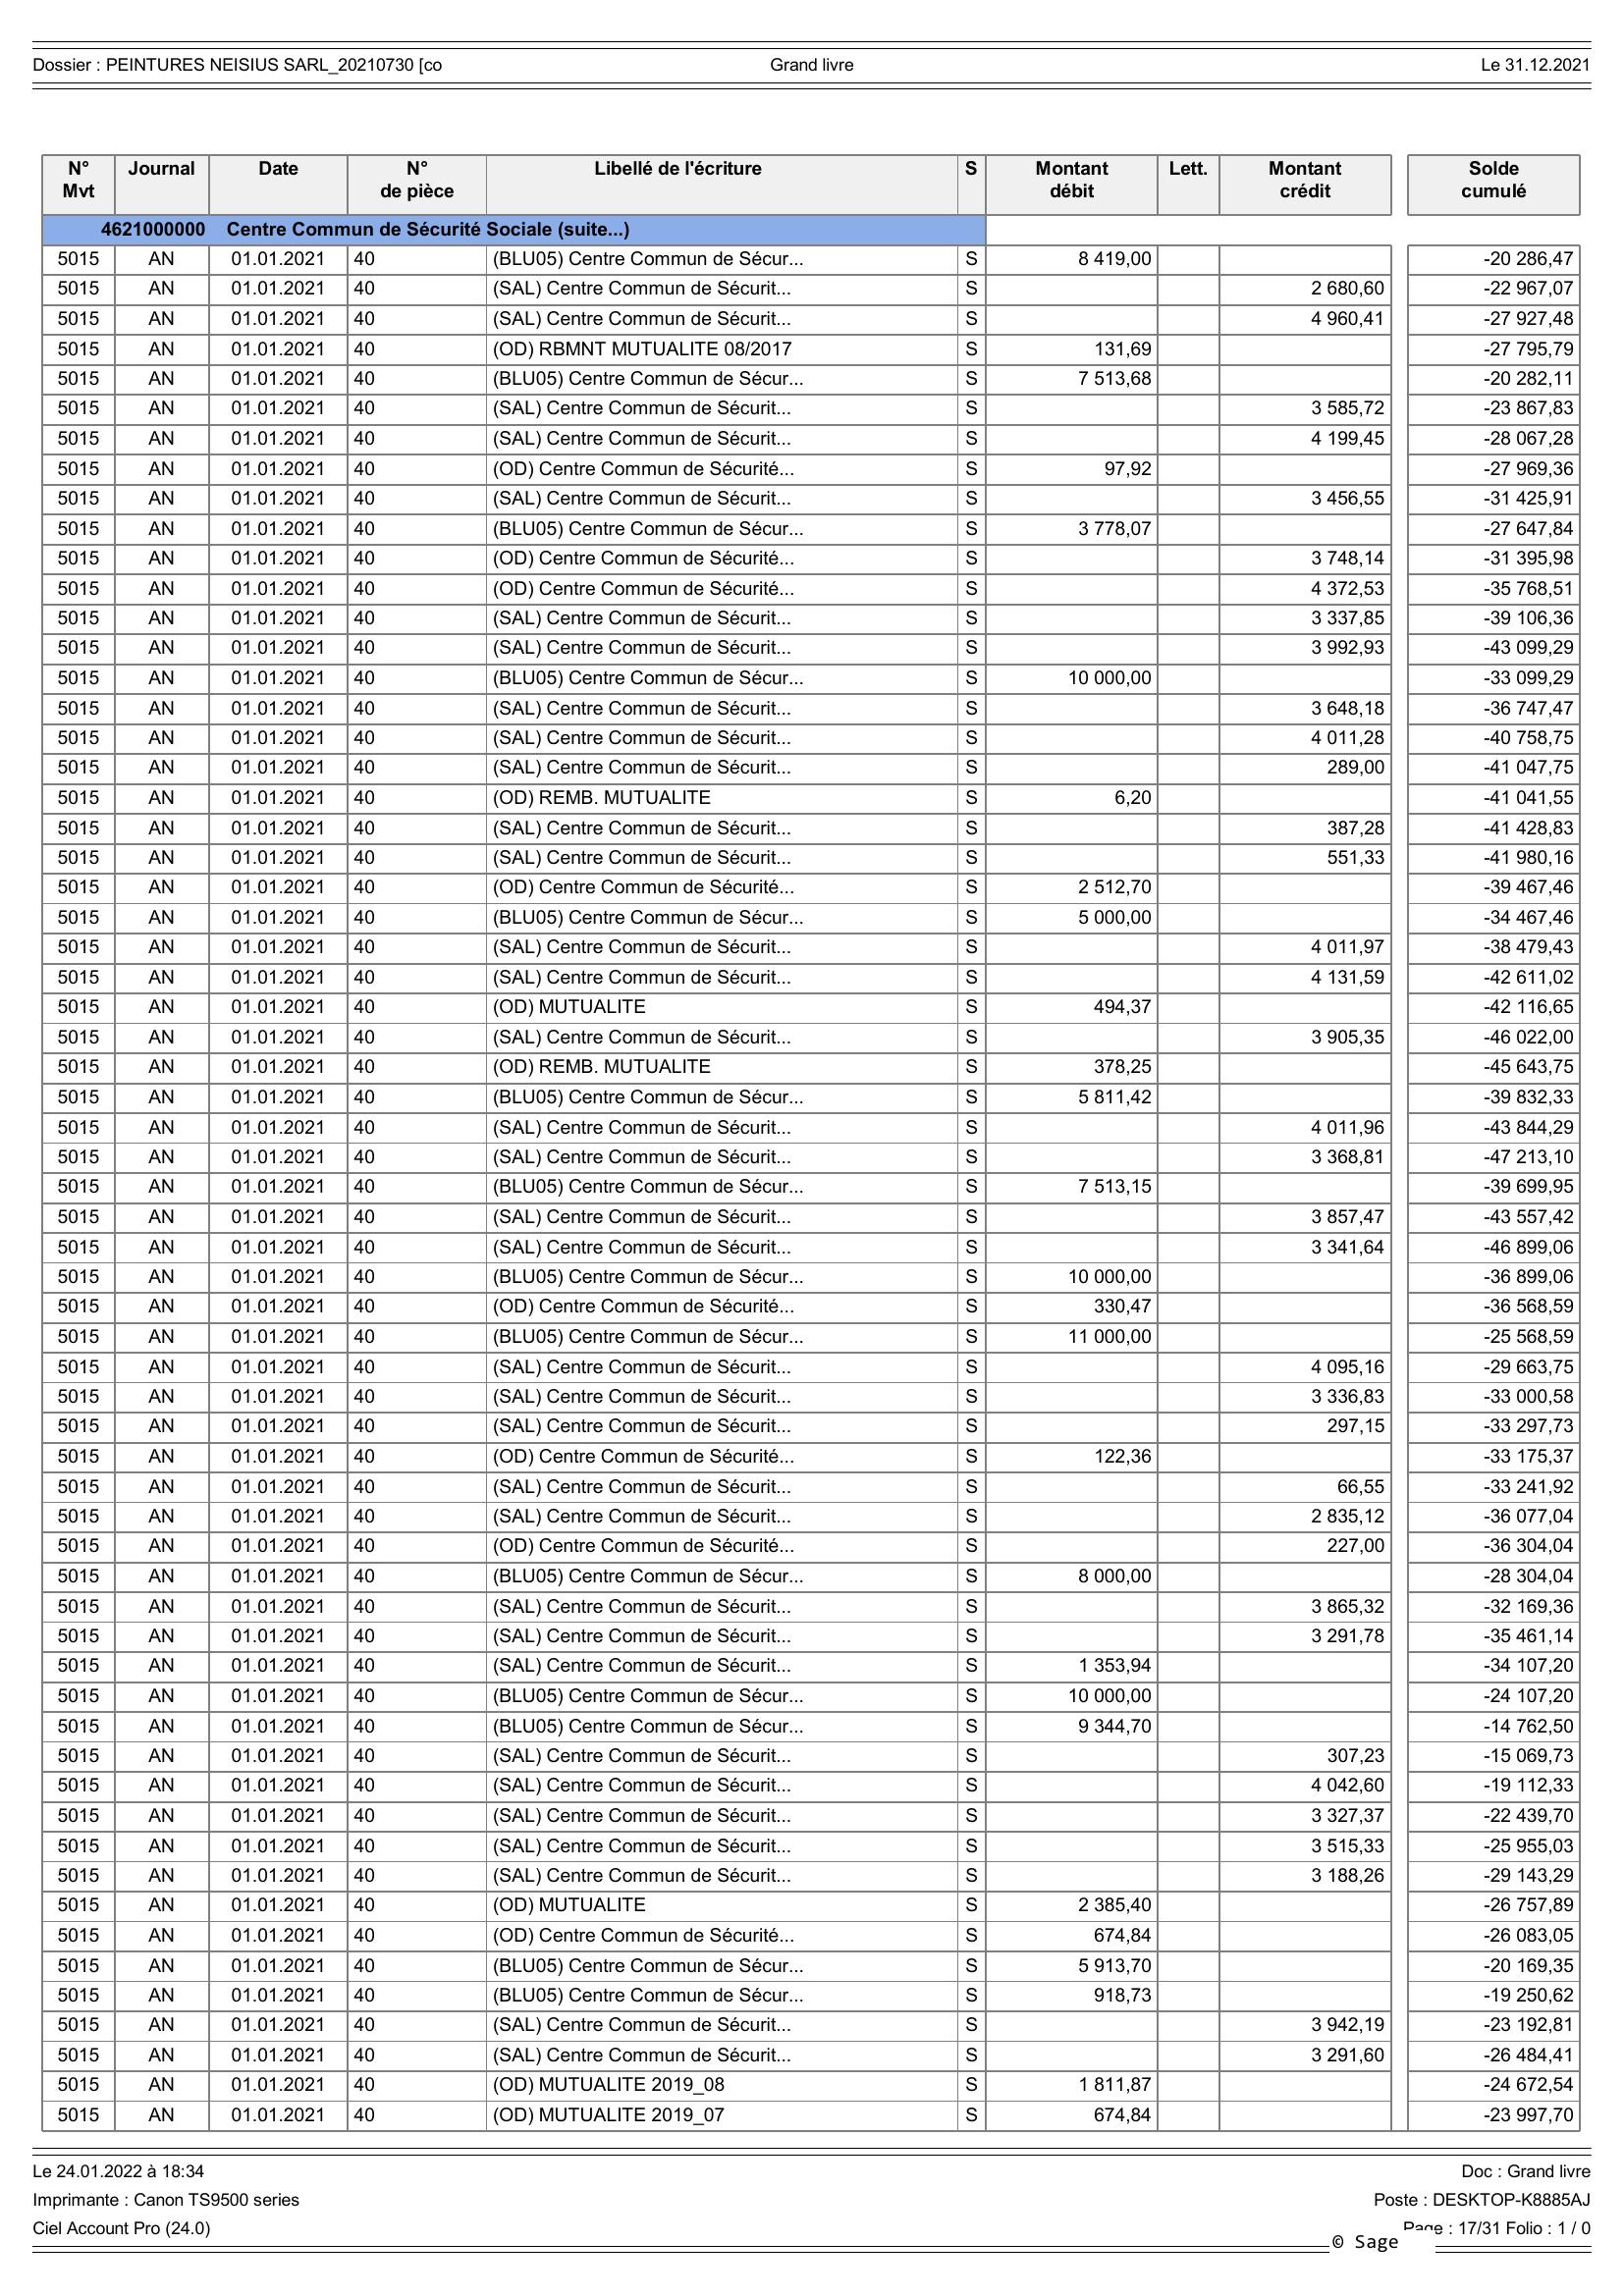 Dossier : PEINTURES NEISIUS SARL_20210730 [co Grand livre Le 31.12.2021
N° Mvt Journal Date N° de pièce Libellé de l'écriture S Montant débit Lett. Montant crédit Solde cumulé
4621000000 Centre Commun de Sécurité Sociale (suite...)
5015 AN 01.01.2021 40 (BLU05) Centre Commun de Sécur... S 8 419,00 -20 286,47
5015 AN 01.01.2021 40 (SAL) Centre Commun de Sécurit... S 2 680,60 -22 967,07
5015 AN 01.01.2021 40 (SAL) Centre Commun de Sécurit... S 4 960,41 -27 927,48
5015 AN 01.01.2021 40 (OD) RBMNT MUTUALITE 08/2017 S 131,69 -27 795,79
5015 AN 01.01.2021 40 (BLU05) Centre Commun de Sécur... S 7 513,68 -20 282,11
5015 AN 01.01.2021 40 (SAL) Centre Commun de Sécurit... S 3 585,72 -23 867,83
5015 AN 01.01.2021 40 (SAL) Centre Commun de Sécurit... S 4 199,45 -28 067,28
5015 AN 01.01.2021 40 (OD) Centre Commun de Sécurité... S 97,92 -27 969,36
5015 AN 01.01.2021 40 (SAL) Centre Commun de Sécurit... S 3 456,55 -31 425,91
5015 AN 01.01.2021 40 (BLU05) Centre Commun de Sécur... S 3 778,07 -27 647,84
5015 AN 01.01.2021 40 (OD) Centre Commun de Sécurité... S 3 748,14 -31 395,98
5015 AN 01.01.2021 40 (OD) Centre Commun de Sécurité... S 4 372,53 -35 768,51
5015 AN 01.01.2021 40 (SAL) Centre Commun de Sécurit... S 3 337,85 -39 106,36
5015 AN 01.01.2021 40 (SAL) Centre Commun de Sécurit... S 3 992,93 -43 099,29
5015 AN 01.01.2021 40 (BLU05) Centre Commun de Sécur... S 10 000,00 -33 099,29
5015 AN 01.01.2021 40 (SAL) Centre Commun de Sécurit... S 3 648,18 -36 747,47
5015 AN 01.01.2021 40 (SAL) Centre Commun de Sécurit... S 4 011,28 -40 758,75
5015 AN 01.01.2021 40 (SAL) Centre Commun de Sécurit... S 289,00 -41 047,75
5015 AN 01.01.2021 40 (OD) REMB. MUTUALITE S 6,20 -41 041,55
5015 AN 01.01.2021 40 (SAL) Centre Commun de Sécurit... S 387,28 -41 428,83
5015 AN 01.01.2021 40 (SAL) Centre Commun de Sécurit... S 551,33 -41 980,16
5015 AN 01.01.2021 40 (OD) Centre Commun de Sécurité... S 2 512,70 -39 467,46
5015 AN 01.01.2021 40 (BLU05) Centre Commun de Sécur... S 5 000,00 -34 467,46
5015 AN 01.01.2021 40 (SAL) Centre Commun de Sécurit... S 4 011,97 -38 479,43
5015 AN 01.01.2021 40 (SAL) Centre Commun de Sécurit... S 4 131,59 -42 611,02
5015 AN 01.01.2021 40 (OD) MUTUALITE S 494,37 -42 116,65
5015 AN 01.01.2021 40 (SAL) Centre Commun de Sécurit... S 3 905,35 -46 022,00
5015 AN 01.01.2021 40 (OD) REMB. MUTUALITE S 378,25 -45 643,75
5015 AN 01.01.2021 40 (BLU05) Centre Commun de Sécur... S 5 811,42 -39 832,33
5015 AN 01.01.2021 40 (SAL) Centre Commun de Sécurit... S 4 011,96 -43 844,29
5015 AN 01.01.2021 40 (SAL) Centre Commun de Sécurit... S 3 368,81 -47 213,10
5015 AN 01.01.2021 40 (BLU05) Centre Commun de Sécur... S 7 513,15 -39 699,95
5015 AN 01.01.2021 40 (SAL) Centre Commun de Sécurit... S 3 857,47 -43 557,42
5015 AN 01.01.2021 40 (SAL) Centre Commun de Sécurit... S 3 341,64 -46 899,06
5015 AN 01.01.2021 40 (BLU05) Centre Commun de Sécur... S 10 000,00 -36 899,06
5015 AN 01.01.2021 40 (OD) Centre Commun de Sécurité... S 330,47 -36 568,59
5015 AN 01.01.2021 40 (BLU05) Centre Commun de Sécur... S 11 000,00 -25 568,59
5015 AN 01.01.2021 40 (SAL) Centre Commun de Sécurit... S 4 095,16 -29 663,75
5015 AN 01.01.2021 40 (SAL) Centre Commun de Sécurit... S 3 336,83 -33 000,58
5015 AN 01.01.2021 40 (SAL) Centre Commun de Sécurit... S 297,15 -33 297,73
5015 AN 01.01.2021 40 (OD) Centre Commun de Sécurité... S 122,36 -33 175,37
5015 AN 01.01.2021 40 (SAL) Centre Commun de Sécurit... S 66,55 -33 241,92
5015 AN 01.01.2021 40 (SAL) Centre Commun de Sécurit... S 2 835,12 -36 077,04
5015 AN 01.01.2021 40 (OD) Centre Commun de Sécurité... S 227,00 -36 304,04
5015 AN 01.01.2021 40 (BLU05) Centre Commun de Sécur... S 8 000,00 -28 304,04
5015 AN 01.01.2021 40 (SAL) Centre Commun de Sécurit... S 3 865,32 -32 169,36
5015 AN 01.01.2021 40 (SAL) Centre Commun de Sécurit... S 3 291,78 -35 461,14
5015 AN 01.01.2021 40 (SAL) Centre Commun de Sécurit... S 1 353,94 -34 107,20
5015 AN 01.01.2021 40 (BLU05) Centre Commun de Sécur... S 10 000,00 -24 107,20
5015 AN 01.01.2021 40 (BLU05) Centre Commun de Sécur... S 9 344,70 -14 762,50
5015 AN 01.01.2021 40 (SAL) Centre Commun de Sécurit... S 307,23 -15 069,73
5015 AN 01.01.2021 40 (SAL) Centre Commun de Sécurit... S 4 042,60 -19 112,33
5015 AN 01.01.2021 40 (SAL) Centre Commun de Sécurit... S 3 327,37 -22 439,70
5015 AN 01.01.2021 40 (SAL) Centre Commun de Sécurit... S 3 515,33 -25 955,03
5015 AN 01.01.2021 40 (SAL) Centre Commun de Sécurit... S 3 188,26 -29 143,29
5015 AN 01.01.2021 40 (OD) MUTUALITE S 2 385,40 -26 757,89
5015 AN 01.01.2021 40 (OD) Centre Commun de Sécurité... S 674,84 -26 083,05
5015 AN 01.01.2021 40 (BLU05) Centre Commun de Sécur... S 5 913,70 -20 169,35
5015 AN 01.01.2021 40 (BLU05) Centre Commun de Sécur... S 918,73 -19 250,62
5015 AN 01.01.2021 40 (SAL) Centre Commun de Sécurit... S 3 942,19 -23 192,81
5015 AN 01.01.2021 40 (SAL) Centre Commun de Sécurit... S 3 291,60 -26 484,41
5015 AN 01.01.2021 40 (OD) MUTUALITE 2019_08 S 1 811,87 -24 672,54
5015 AN 01.01.2021 40 (OD) MUTUALITE 2019_07 S 674,84 -23 997,70
Le 24.01.2022 à 18:34 Doc : Grand livre
Imprimante : Canon TS9500 series Poste : DESKTOP-K8885AJ
Ciel Account Pro (24.0) Page : 17/31 Folio : 1 / 0
© Sage